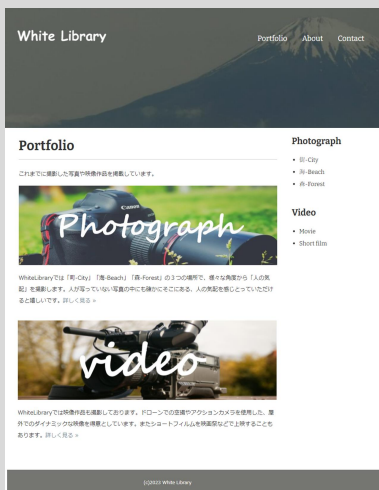 White Library
Portfolio About Contact
Portfolio
これまでに撮影した写真や映像作品を掲載しています。
Canon
Photograph
WhiteLibraryでは「町-City」「海-Beach」「森-Forest」の3つの場所で、様々な角度から「人の気
配」を撮影します。人が写っていない写真の中にも確かにそこにある、人の気配を感じとっていただけ
ると嬉しいです。詳しく見る »
video
WhiteLibraryでは映像作品も撮影しております。ドローンでの空撮やアクションカメラを使用した、屋
外でのダイナミックな映像を得意としています。またショートフィルムを映画祭などで上映することも
あります。詳しく見る »
Photograph
-City
-Beach
-Forest
Video
Movie
Short film
(c)2023 White Library